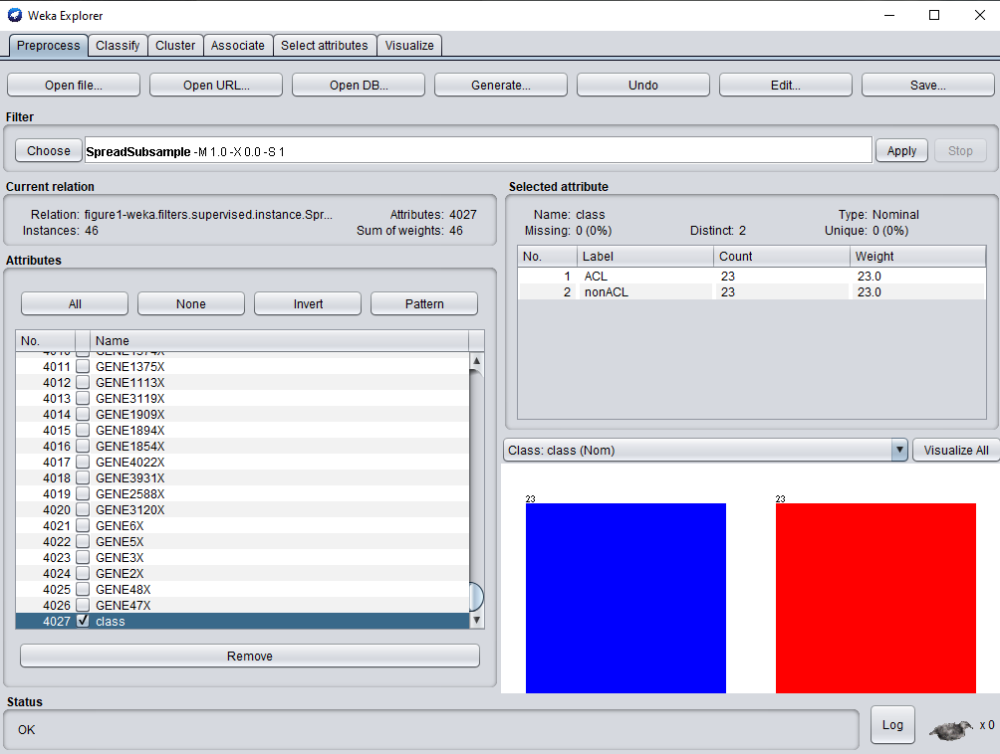 Weka Explorer
Preprocess Classify Cluster Associate Select attributes Visualize
Open file... Open URL... Open DB... Generate... Undo Edit... Save...
Filter
Choose SpreadSubsample -M 1.0 -X 0.0 -S 1 Apply Stop
Current relation
Relation: figure1-weka.filters.supervised.instance.Spr... Attributes: 4027
Instances: 46 Sum of weights: 46
Attributes
All None Invert Pattern
No. Name
4010 GENE1374X
4011 GENE1375X
4012 GENE1113X
4013 GENE3119X
4014 GENE1909X
4015 GENE1894X
4016 GENE1854X
4017 GENE4022X
4018 GENE3931X
4019 GENE2588X
4020 GENE3120X
4021 GENE6X
4022 GENE5X
4023 GENE3X
4024 GENE2X
4025 GENE48X
4026 GENE47X
4027 class
Remove
Selected attribute
Name: class Type: Nominal
Missing: 0 (0%) Distinct: 2 Unique: 0 (0%)
No. Label Count Weight
1 ACL 23 23.0
2 nonACL 23 23.0
Class: class (Nom) Visualize All
23 23
Status
OK
Log x 0